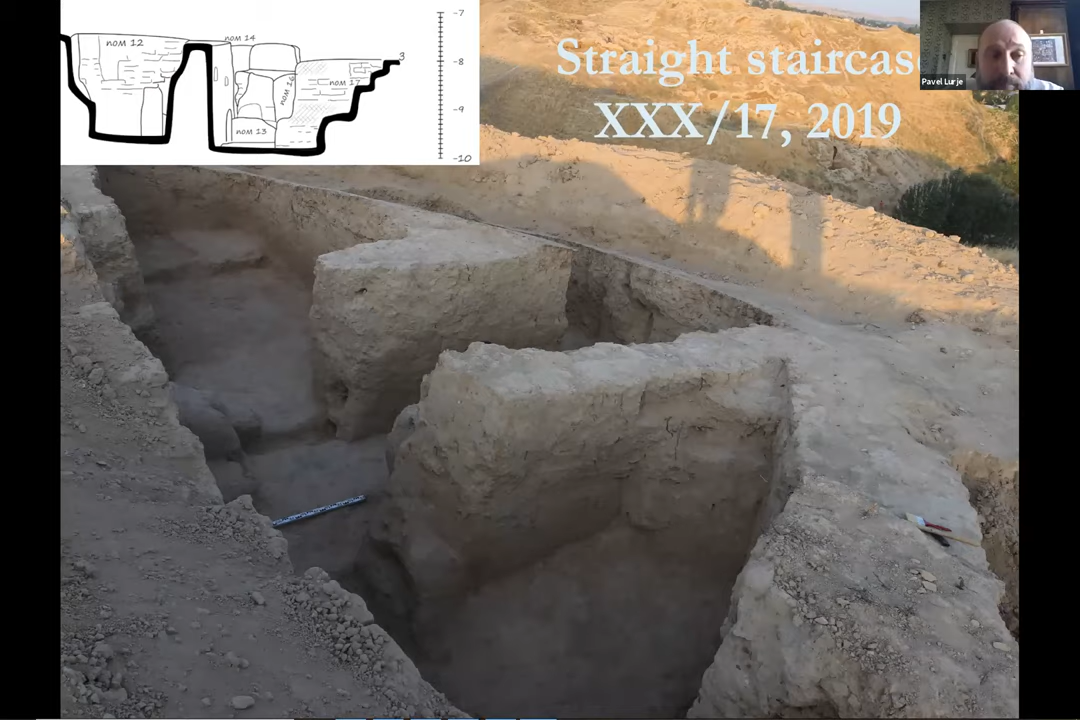 пом 12
пом 14
пом 16
пом 17
3
пом 13
-7
-8
-9
-10
Straight staircase
XXX/17, 2019
Pavel Lurje